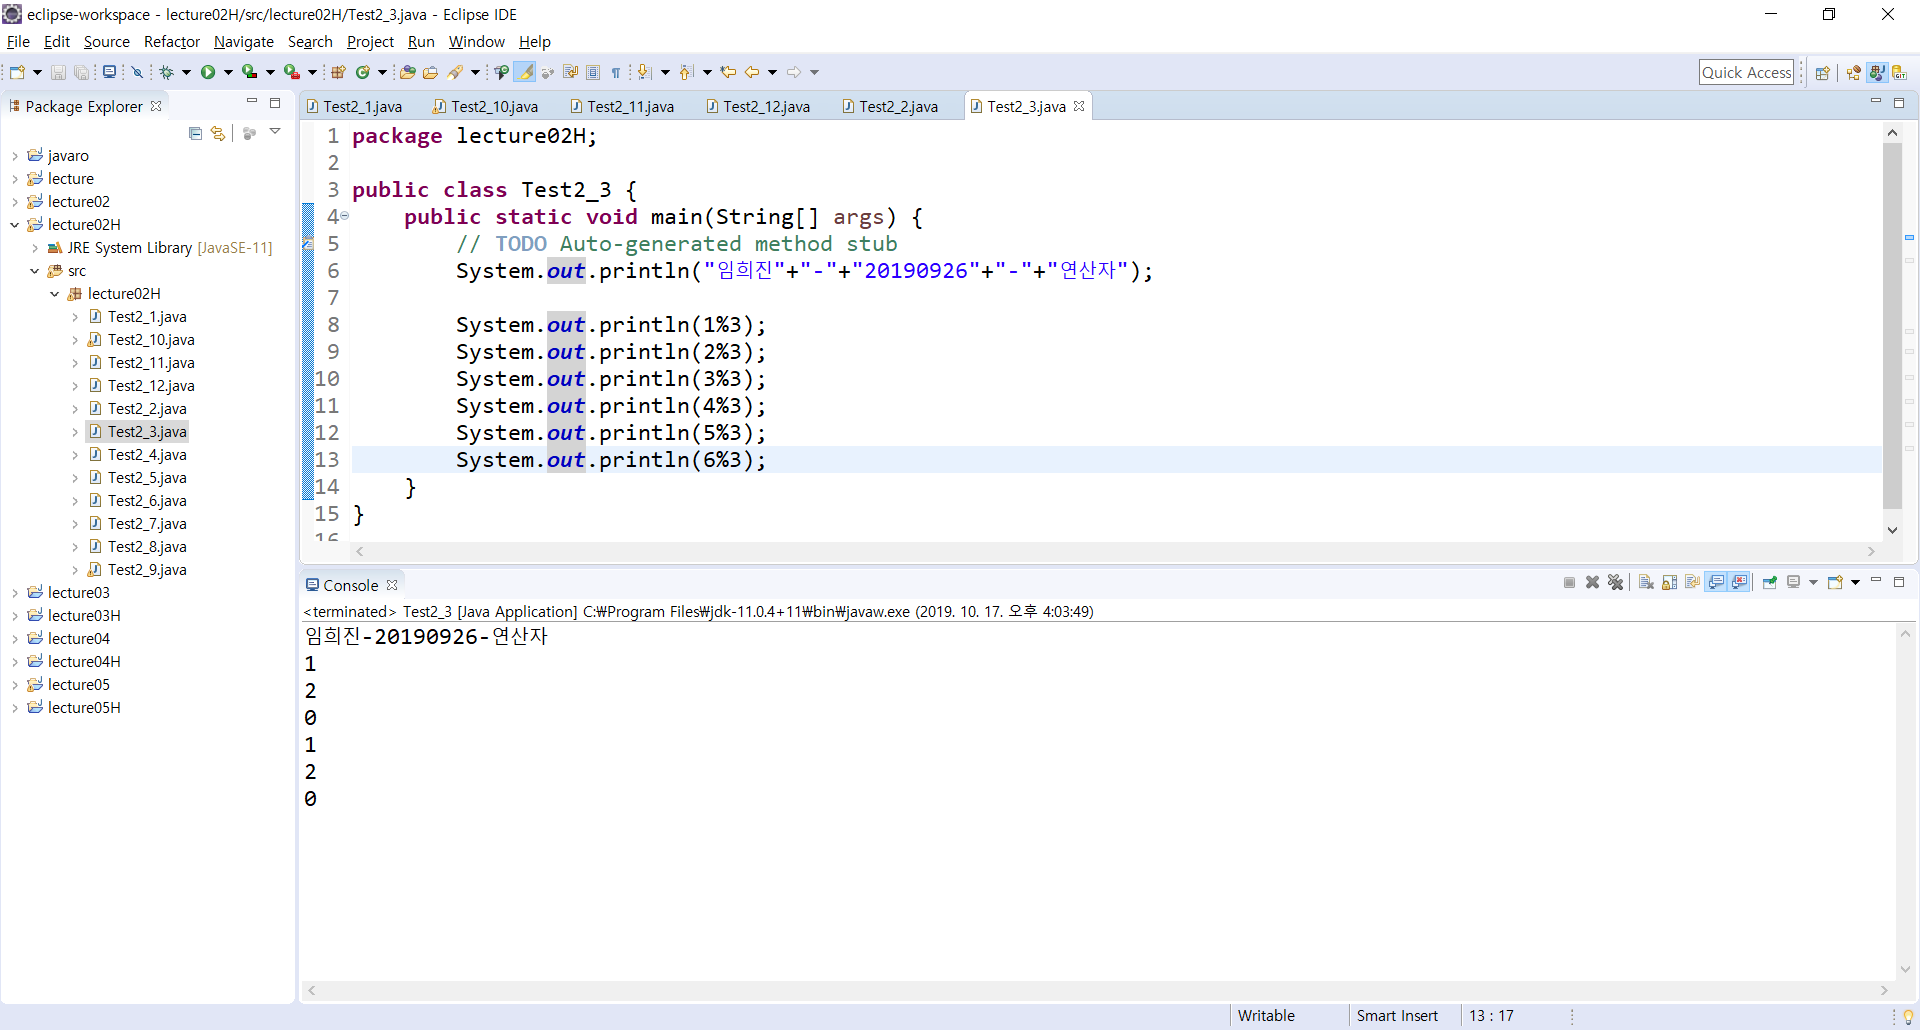 eclipse-workspace - lecture02H/src/lecture02H/Test2_3.java - Eclipse IDE
File Edit Source Refactor Navigate Search Project Run Window Help
Quick Access
Package Explorer
javaro
lecture
lecture02
lecture02H
JRE System Library [JavaSE-11]
src
lecture02H
Test2_1.java
Test2_10.java
Test2_11.java
Test2_12.java
Test2_2.java
Test2_3.java
Test2_4.java
Test2_5.java
Test2_6.java
Test2_7.java
Test2_8.java
Test2_9.java
lecture03
lecture03H
lecture04
lecture04H
lecture05
lecture05H
Test2_1.java Test2_10.java Test2_11.java Test2_12.java Test2_2.java Test2_3.java
1 package lecture02H;
2
3 public class Test2_3 {
4 public static void main(String[] args) {
5 // TODO Auto-generated method stub
6 System.out.println("임희진"+"-"+"20190926"+"-"+"연산자");
7
8 System.out.println(1%3);
9 System.out.println(2%3);
10 System.out.println(3%3);
11 System.out.println(4%3);
12 System.out.println(5%3);
13 System.out.println(6%3);
14 }
15 }
16
Console
<terminated> Test2_3 [Java Application] C:₩Program Files₩jdk-11.0.4+11₩bin₩javaw.exe (2019. 10. 17. 오후 4:03:49)
임희진-20190926-연산자
1
2
0
1
2
0
Writable Smart Insert 13 : 17